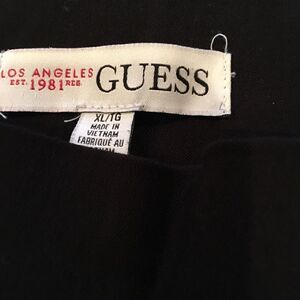 LOS ANGELES
EST. 1981 REG.
GUESS
XL/TG
MADE IN
VIETNAM
FABRIQUÉ AU